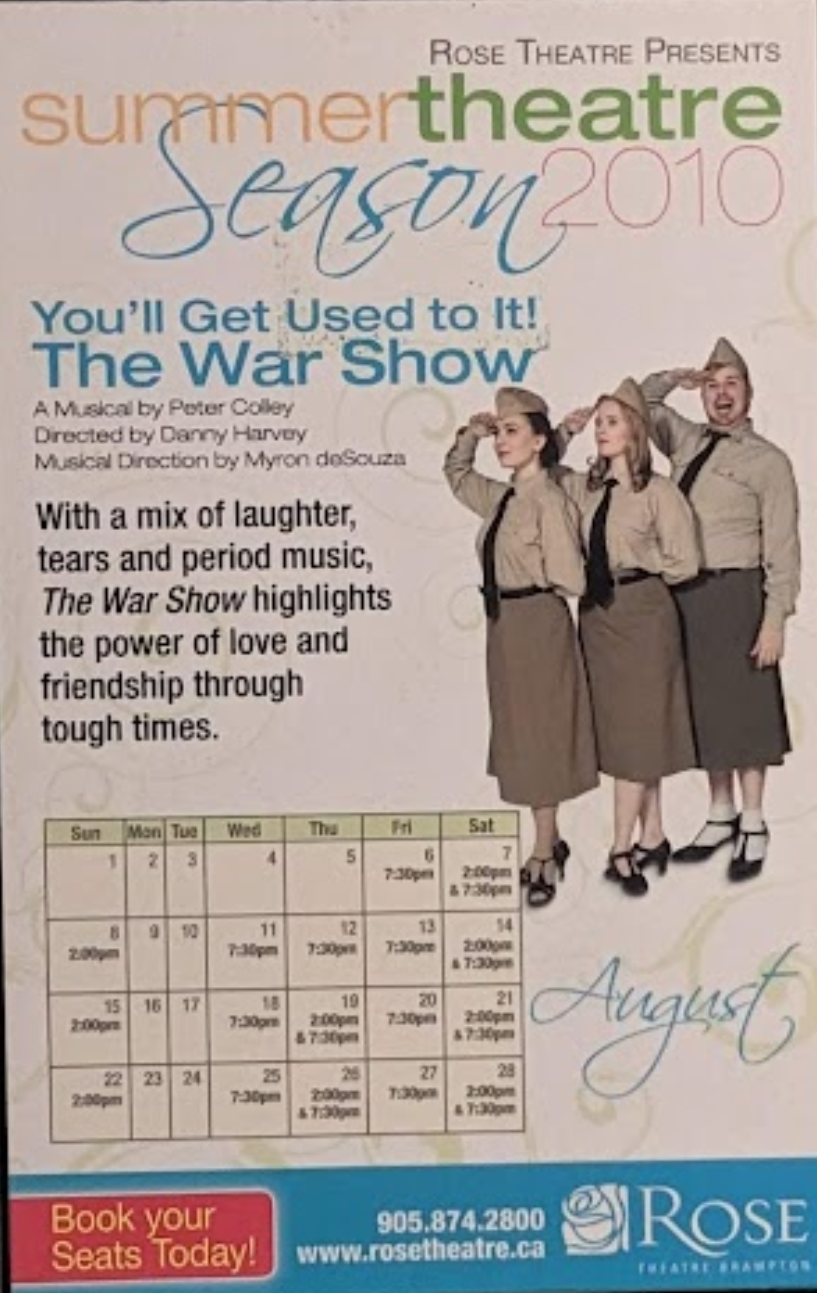 ROSE THEATRE PRESENTS
summertheatre
Season 2010
You'll Get Used to It!
The War Show
A Musical by Peter Colley
Directed by Danny Harvey
Musical Direction by Myron deSouza
With a mix of laughter,
tears and period music,
The War Show highlights
the power of love and
friendship through
tough times.
Sun Mon Tue Wed Thu Fri Sat
1 2 3 4 5 6 7
7:30pm 2:00pm
& 7:30pm
8 9 10 11 12 13 14
2:00pm 7:30pm 7:30pm 7:30pm 2:00pm
& 7:30pm
15 16 17 18 19 20 21
2:00pm 7:30pm 2:00pm 7:30pm 2:00pm
& 7:30pm & 7:30pm
22 23 24 25 26 27 28
2:00pm 7:30pm 2:00pm 7:30pm 2:00pm
& 7:30pm & 7:30pm
August
Book your
Seats Today!
905.874.2800
www.rosetheatre.ca
ROSE
THEATRE BRAMPTON